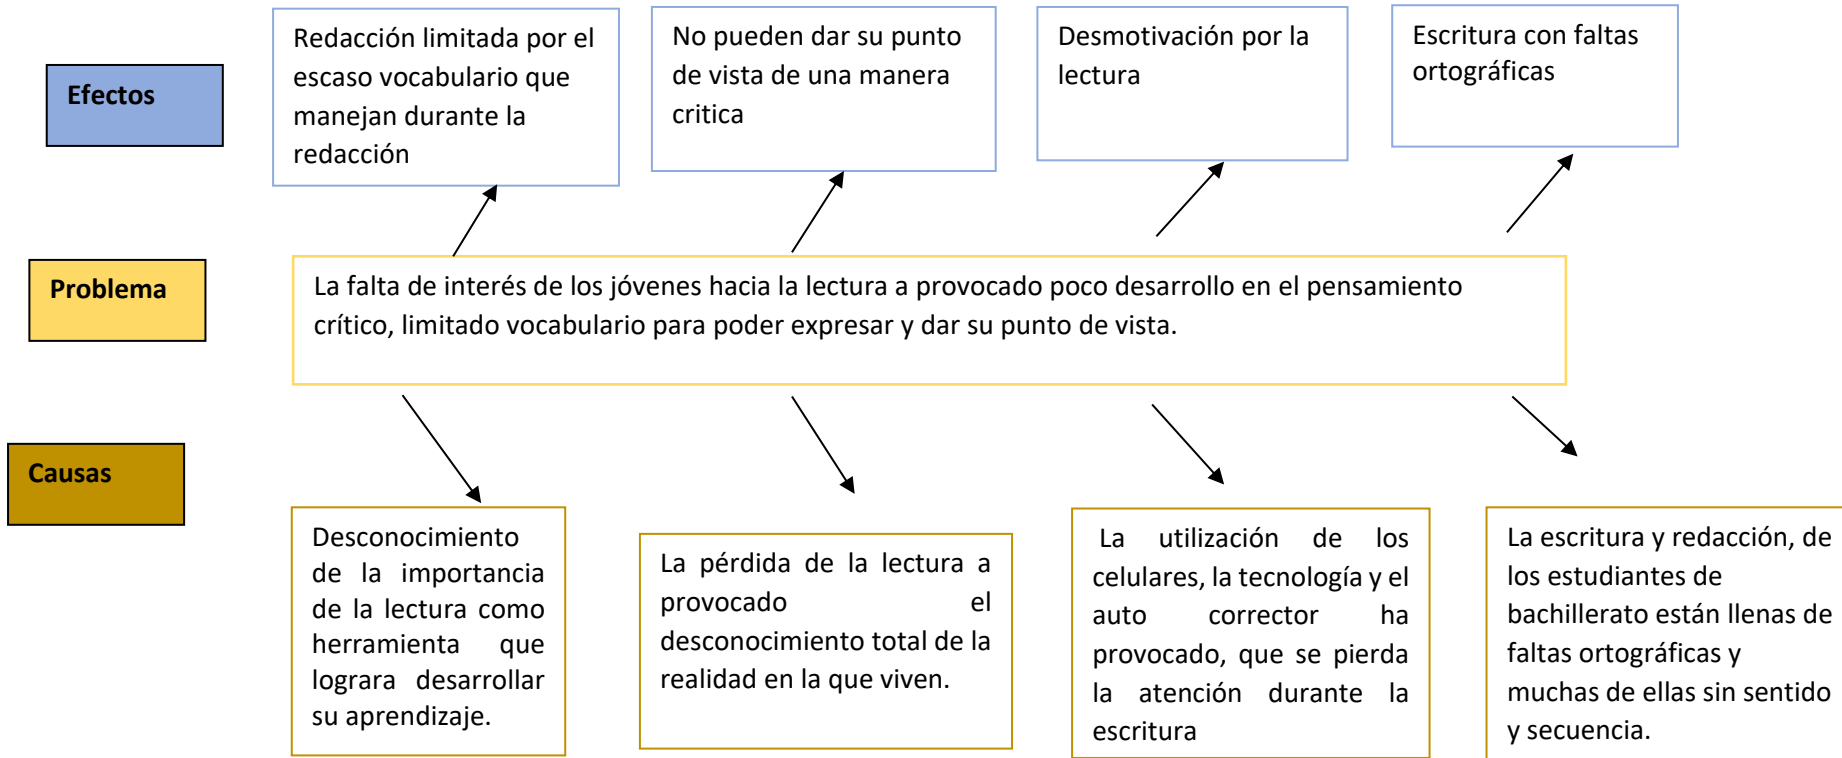 Efectos
Redacción limitada por el
escaso vocabulario que
manejan durante la
redacción
No pueden dar su punto
de vista de una manera
critica
Desmotivación por la
lectura
Escritura con faltas
ortográficas
Problema
La falta de interés de los jóvenes hacia la lectura a provocado poco desarrollo en el pensamiento
crítico, limitado vocabulario para poder expresar y dar su punto de vista.
Causas
Desconocimiento
de la importancia
de la lectura como
herramienta que
lograra desarrollar
su aprendizaje.
La pérdida de la lectura a
provocado el
desconocimiento total de la
realidad en la que viven.
La utilización de los
celulares, la tecnología y el
auto corrector ha
provocado, que se pierda
la atención durante la
escritura
La escritura y redacción, de
los estudiantes de
bachillerato están llenas de
faltas ortográficas y
muchas de ellas sin sentido
y secuencia.